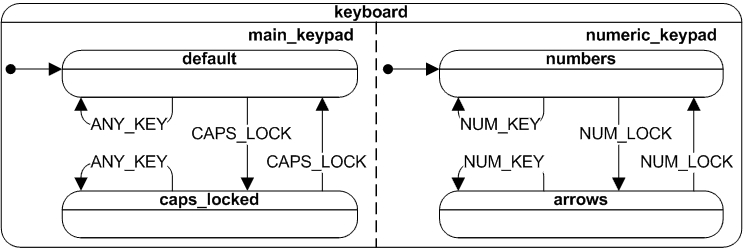 keyboard
main_keypad
default
ANY_KEY
CAPS_LOCK
ANY_KEY
CAPS_LOCK
caps_locked
numeric_keypad
numbers
NUM_KEY
NUM_LOCK
NUM_KEY
NUM_LOCK
arrows